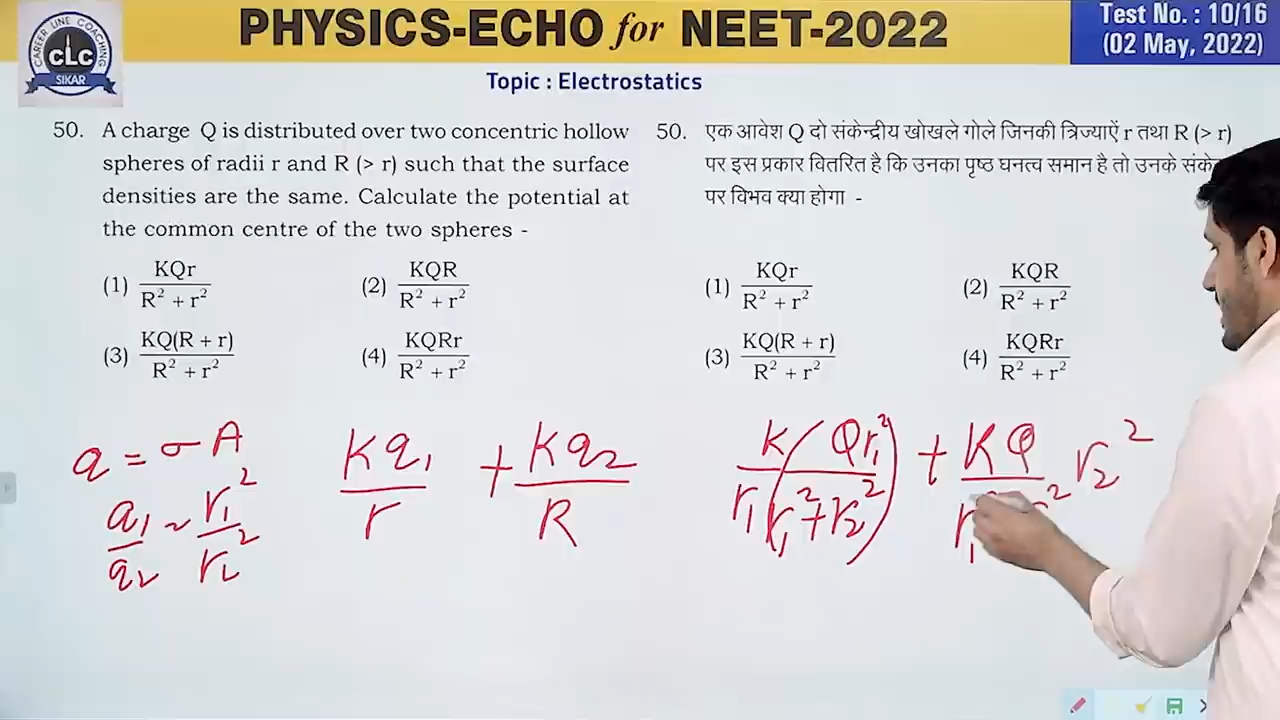 CAREER LINE COACHING
CLC
SIKAR
PHYSICS-ECHO for NEET-2022
Test No. : 10/16
(02 May, 2022)
Topic : Electrostatics
50. A charge Q is distributed over two concentric hollow
spheres of radii r and R (> r) such that the surface
densities are the same. Calculate the potential at
the common centre of the two spheres -
(1) KQr / R² + r² (2) KQR / R² + r²
(3) KQ(R + r) / R² + r² (4) KQRr / R² + r²
50. एक आवेश Q दो संकेन्द्रीय खोखले गोले जिनकी त्रिज्याऐं r तथा R (> r)
पर इस प्रकार वितरित है कि उनका पृष्ठ घनत्व समान है तो उनके
पर विभव क्या होगा -
(1) KQr / R² + r² (2) KQR / R² + r²
(3) KQ(R + r) / R² + r² (4) KQRr / R² + r²
q = σA
q₁ / q₂ ~ r₁² / r₂²
Kq₁ / r + Kq₂ / R
K / r₁ (Qr₁² / r₁² + r₂²) + KQ / r₁ r₂²